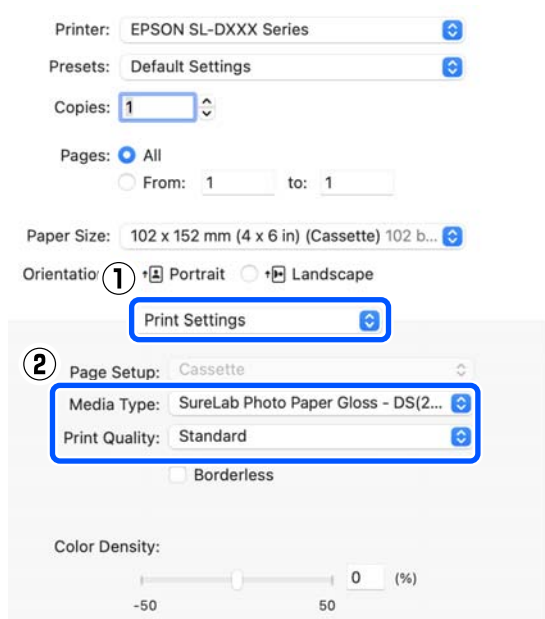 Printer: EPSON SL-DXXX Series
Presets: Default Settings
Copies: 1
Pages: All
From: 1 to: 1
Paper Size: 102 x 152 mm (4 x 6 in) (Cassette) 102 b...
Orientatio 1 Portrait Landscape
Print Settings
2
Page Setup: Cassette
Media Type: SureLab Photo Paper Gloss - DS(2...
Print Quality: Standard
Borderless
Color Density:
0 (%)
-50 50